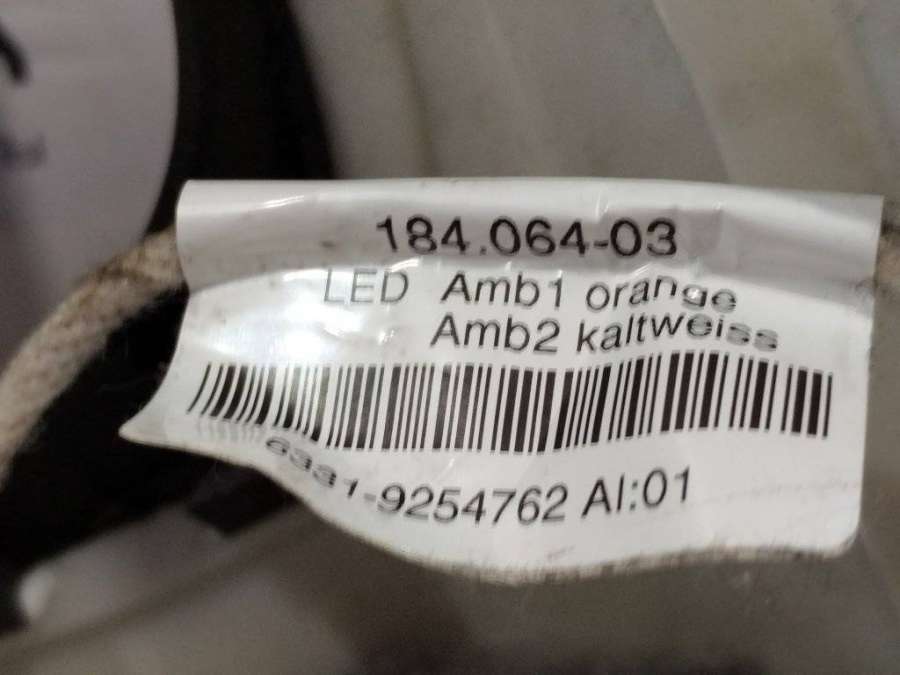 184.064-03
LED Amb1 orange
Amb2 kaltweiss
6331-9254762 AI:01